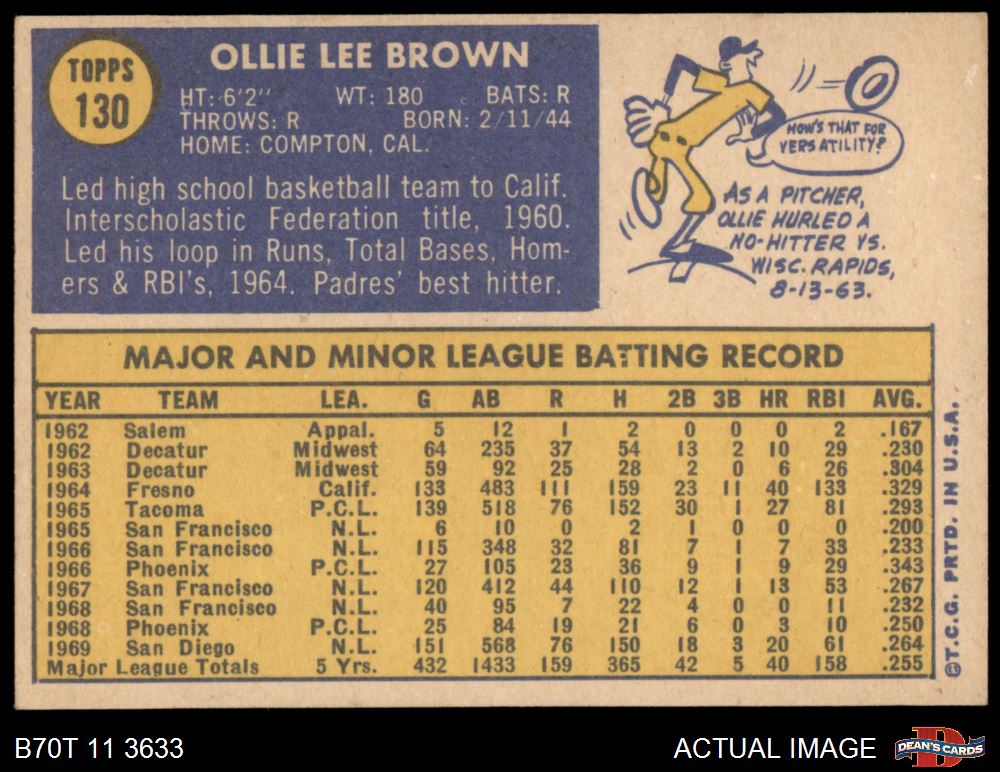 TOPPS
130
OLLIE LEE BROWN
HT: 6'2" WT: 180 BATS: R
THROWS: R BORN: 2/11/44
HOME: COMPTON, CAL.
Led high school basketball team to Calif.
Interscholastic Federation title, 1960.
Led his loop in Runs, Total Bases, Hom-
ers & RBI's, 1964. Padres' best hitter.
HOW'S THAT FOR
VERSATILITY?
AS A PITCHER,
OLLIE HURLED A
NO-HITTER VS.
WISC. RAPIDS,
8-13-63.
MAJOR AND MINOR LEAGUE BATTING RECORD
YEAR TEAM LEA. G AB R H 2B 3B HR RBI AVG.
1962 Salem Appal. 5 12 1 2 0 0 0 2 .167
1962 Decatur Midwest 64 235 37 54 13 2 10 29 .230
1963 Decatur Midwest 59 92 25 28 2 0 6 26 .304
1964 Fresno Calif. 133 483 111 159 23 11 40 133 .329
1965 Tacoma P.C.L. 139 518 76 152 30 1 27 81 .293
1965 San Francisco N.L. 6 10 0 2 1 0 0 0 .200
1966 San Francisco N.L. 115 348 32 81 7 1 7 33 .233
1966 Phoenix P.C.L. 27 105 23 36 9 1 9 29 .343
1967 San Francisco N.L. 120 412 44 110 12 1 13 53 .267
1968 San Francisco N.L. 40 95 7 22 4 0 0 11 .232
1968 Phoenix P.C.L. 25 84 19 21 6 0 3 10 .250
1969 San Diego N.L. 151 568 76 150 18 3 20 61 .264
Major League Totals 5 Yrs. 432 1433 159 365 42 5 40 158 .255
©T.C.G. PRTD. IN U.S.A.
B70T 11 3633
ACTUAL IMAGE
D
DEAN'S CARDS